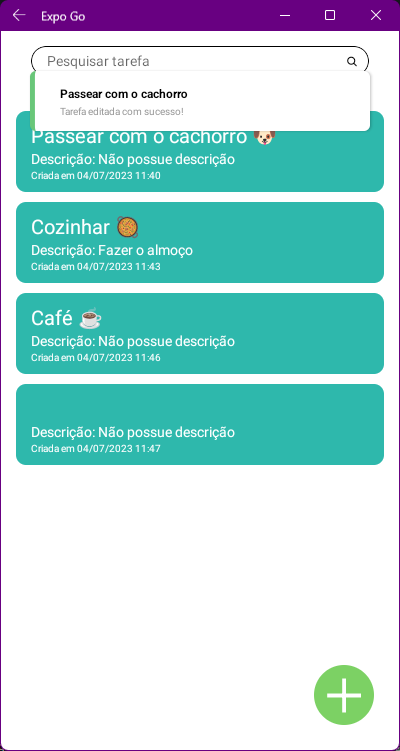 Expo Go
Pesquisar tarefa
Passear com o cachorro
Tarefa editada com sucesso!
Passear com o cachorro 🐶
Descrição: Não possue descrição
Criada em 04/07/2023 11:40
Cozinhar 🥘
Descrição: Fazer o almoço
Criada em 04/07/2023 11:43
Café ☕
Descrição: Não possue descrição
Criada em 04/07/2023 11:46
Descrição: Não possue descrição
Criada em 04/07/2023 11:47